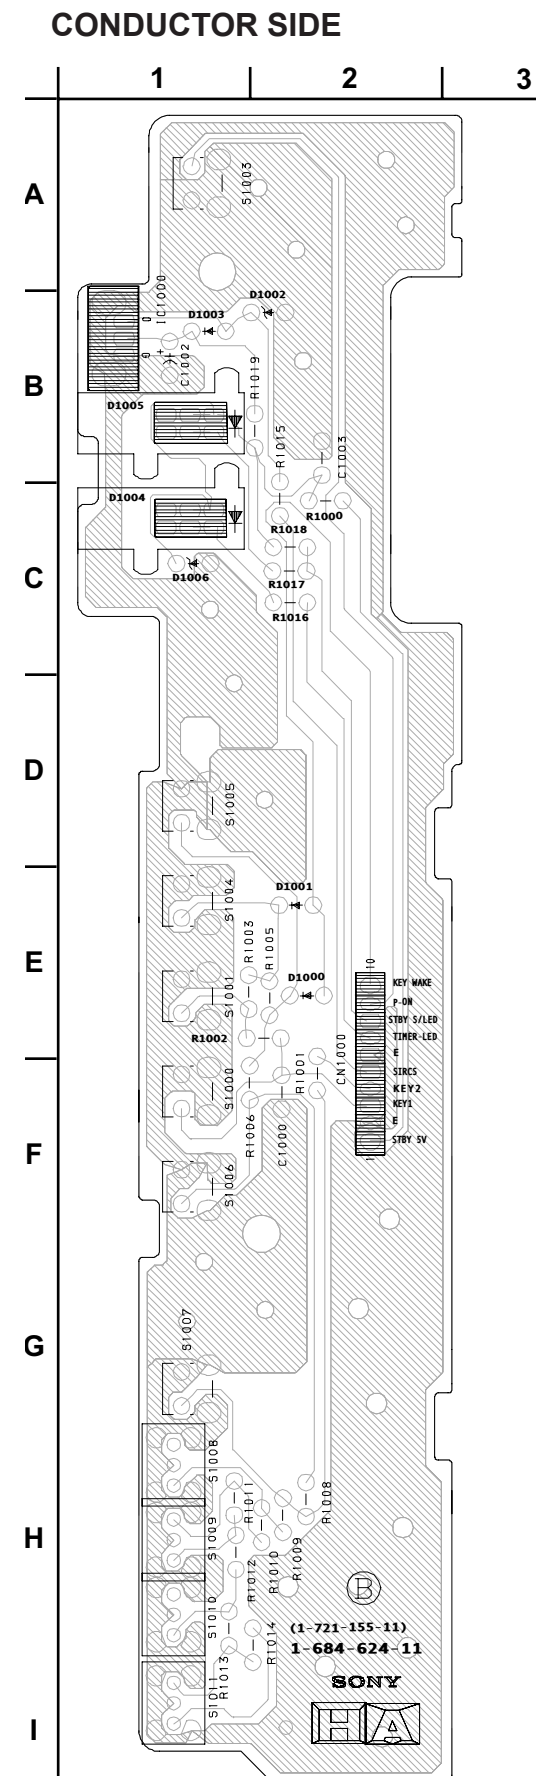 CONDUCTOR SIDE
1 2 3
A
S1003
IC1000
D1002
D1003
O
+
C1002
B
R1019
D1005
R1015
C1003
D1004
R1000
R1018
C
D1006
R1017
R1016
D
S1005
S1004
D1001
E
R1003
R1005
10
S1001
D1000
KEY WAKE
P-ON
STBY S/LED
R1002
TIMER-LED
CN1000
E
R1001
SIRCS
S1000
KEY2
KEY1
R1006
C1000
E
F
STBY 5V
1
S1006
S1007
G
S1008
R1011
R1008
H
S1009
R1012
R1010
R1009
B
S1010
R1014
(1-721-155-11)
1-684-624-11
R1013
S1011
SONY
I
HA